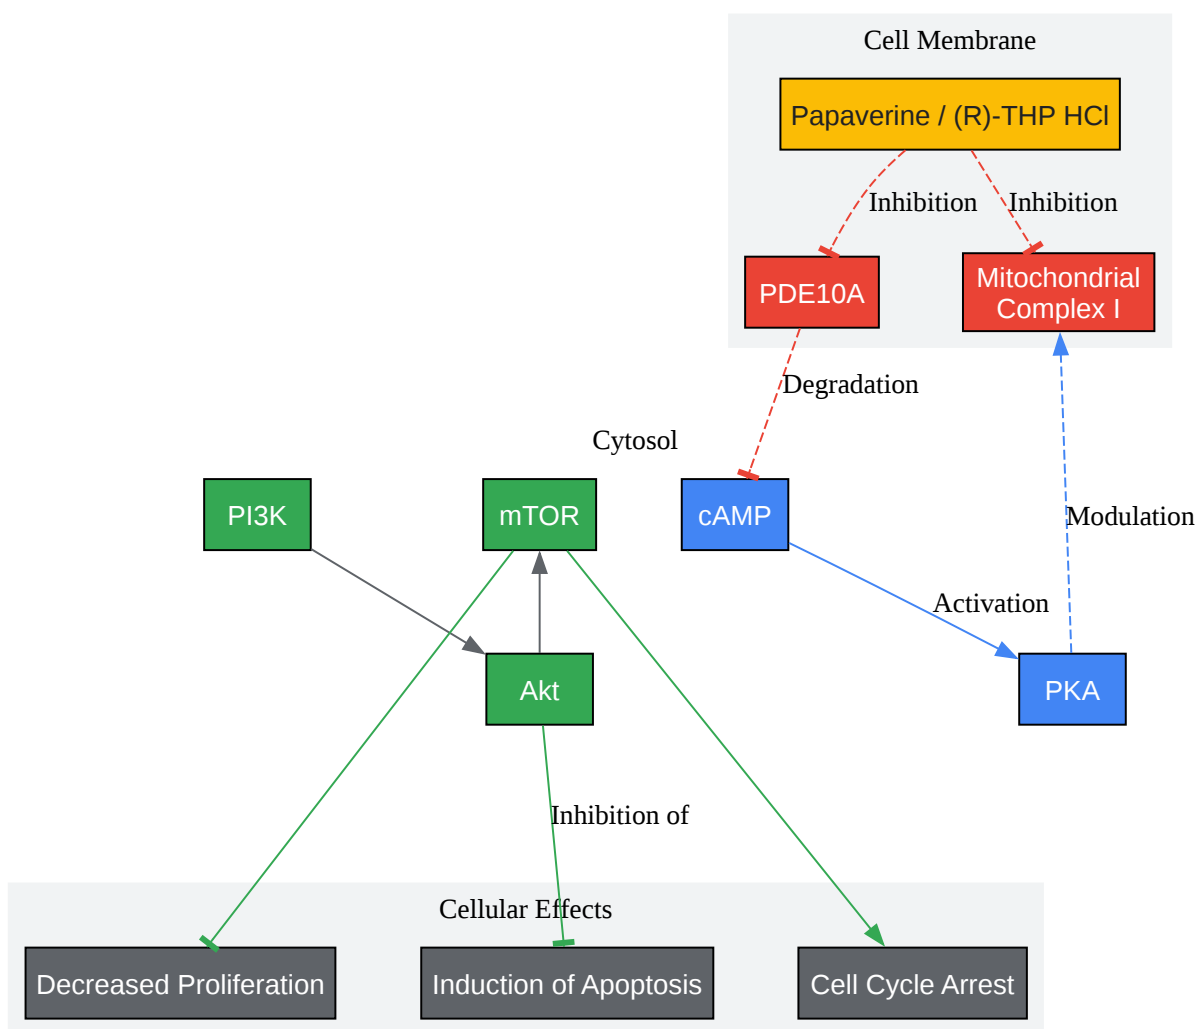 Cell Membrane
Papaverine / (R)-THP HCl
Inhibition
Inhibition
PDE10A
Mitochondrial
Complex I
Degradation
Cytosol
PI3K
mTOR
cAMP
Modulation
Activation
Akt
PKA
Inhibition of
Cellular Effects
Decreased Proliferation
Induction of Apoptosis
Cell Cycle Arrest